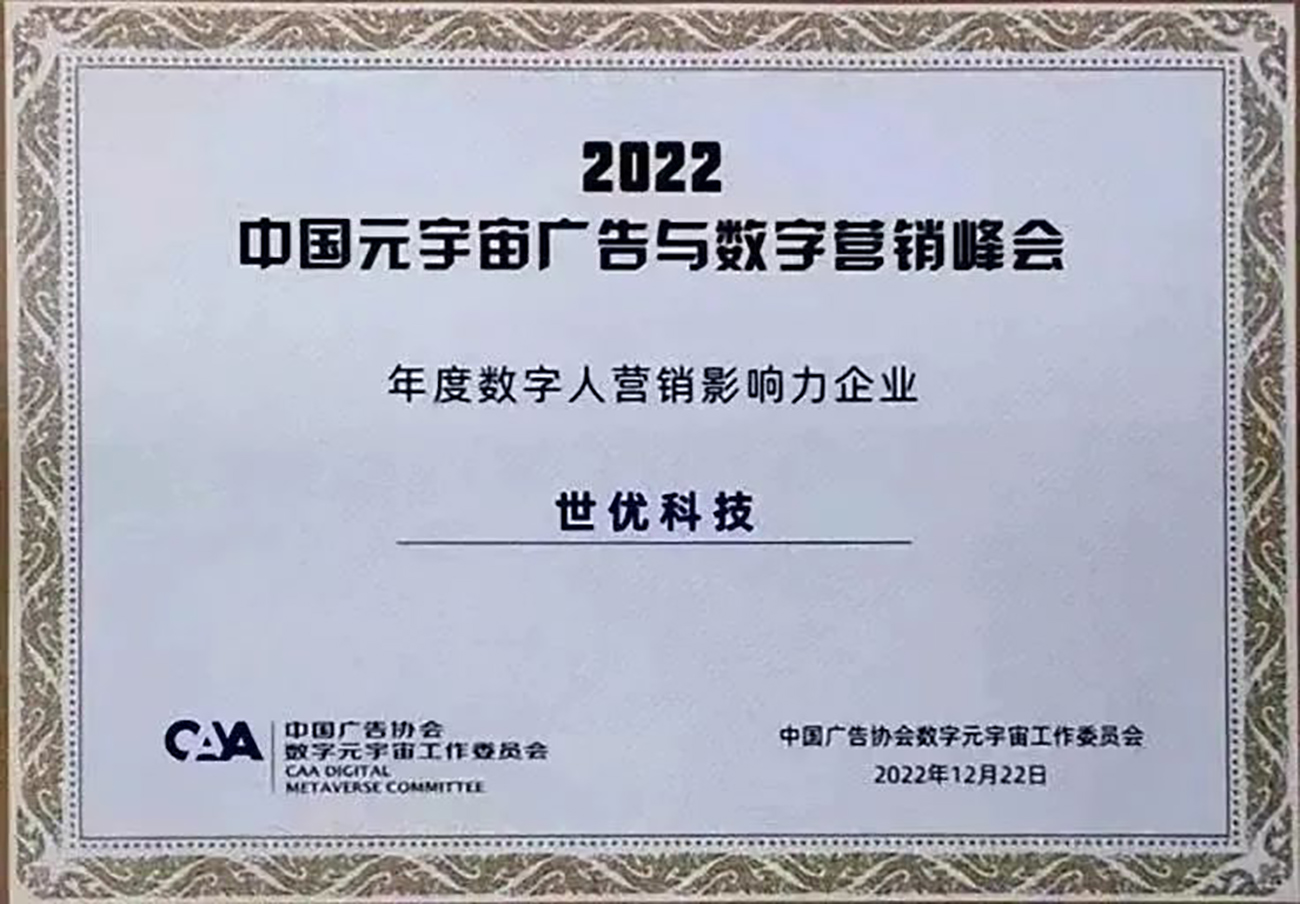 2022
中国元宇宙广告与数字营销峰会
年度数字人营销影响力企业
世优科技
CAA
中国广告协会
数字元宇宙工作委员会
CAA DIGITAL
METAVERSE COMMITTEE
中国广告协会数字元宇宙工作委员会
2022年12月22日